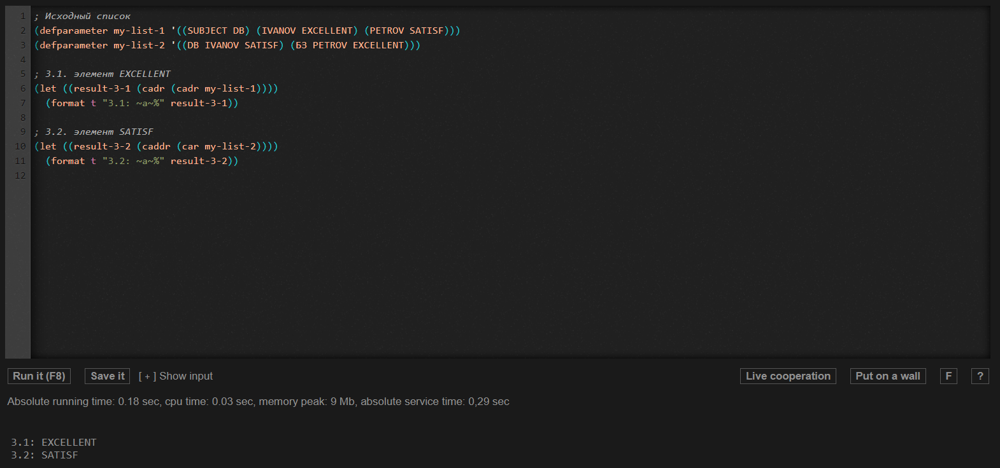 1 ; Исходный список
2 (defparameter my-list-1 '((SUBJECT DB) (IVANOV EXCELLENT) (PETROV SATISF)))
3 (defparameter my-list-2 '((DB IVANOV SATISF) (БЗ PETROV EXCELLENT)))
4
5 ; 3.1. элемент EXCELLENT
6 (let ((result-3-1 (cadr (cadr my-list-1))))
7   (format t "3.1: ~a~%" result-3-1))
8
9 ; 3.2. элемент SATISF
10 (let ((result-3-2 (caddr (car my-list-2))))
11   (format t "3.2: ~a~%" result-3-2))
12
Run it (F8) Save it [ + ] Show input Live cooperation Put on a wall F ?
Absolute running time: 0.18 sec, cpu time: 0.03 sec, memory peak: 9 Mb, absolute service time: 0,29 sec
3.1: EXCELLENT
3.2: SATISF